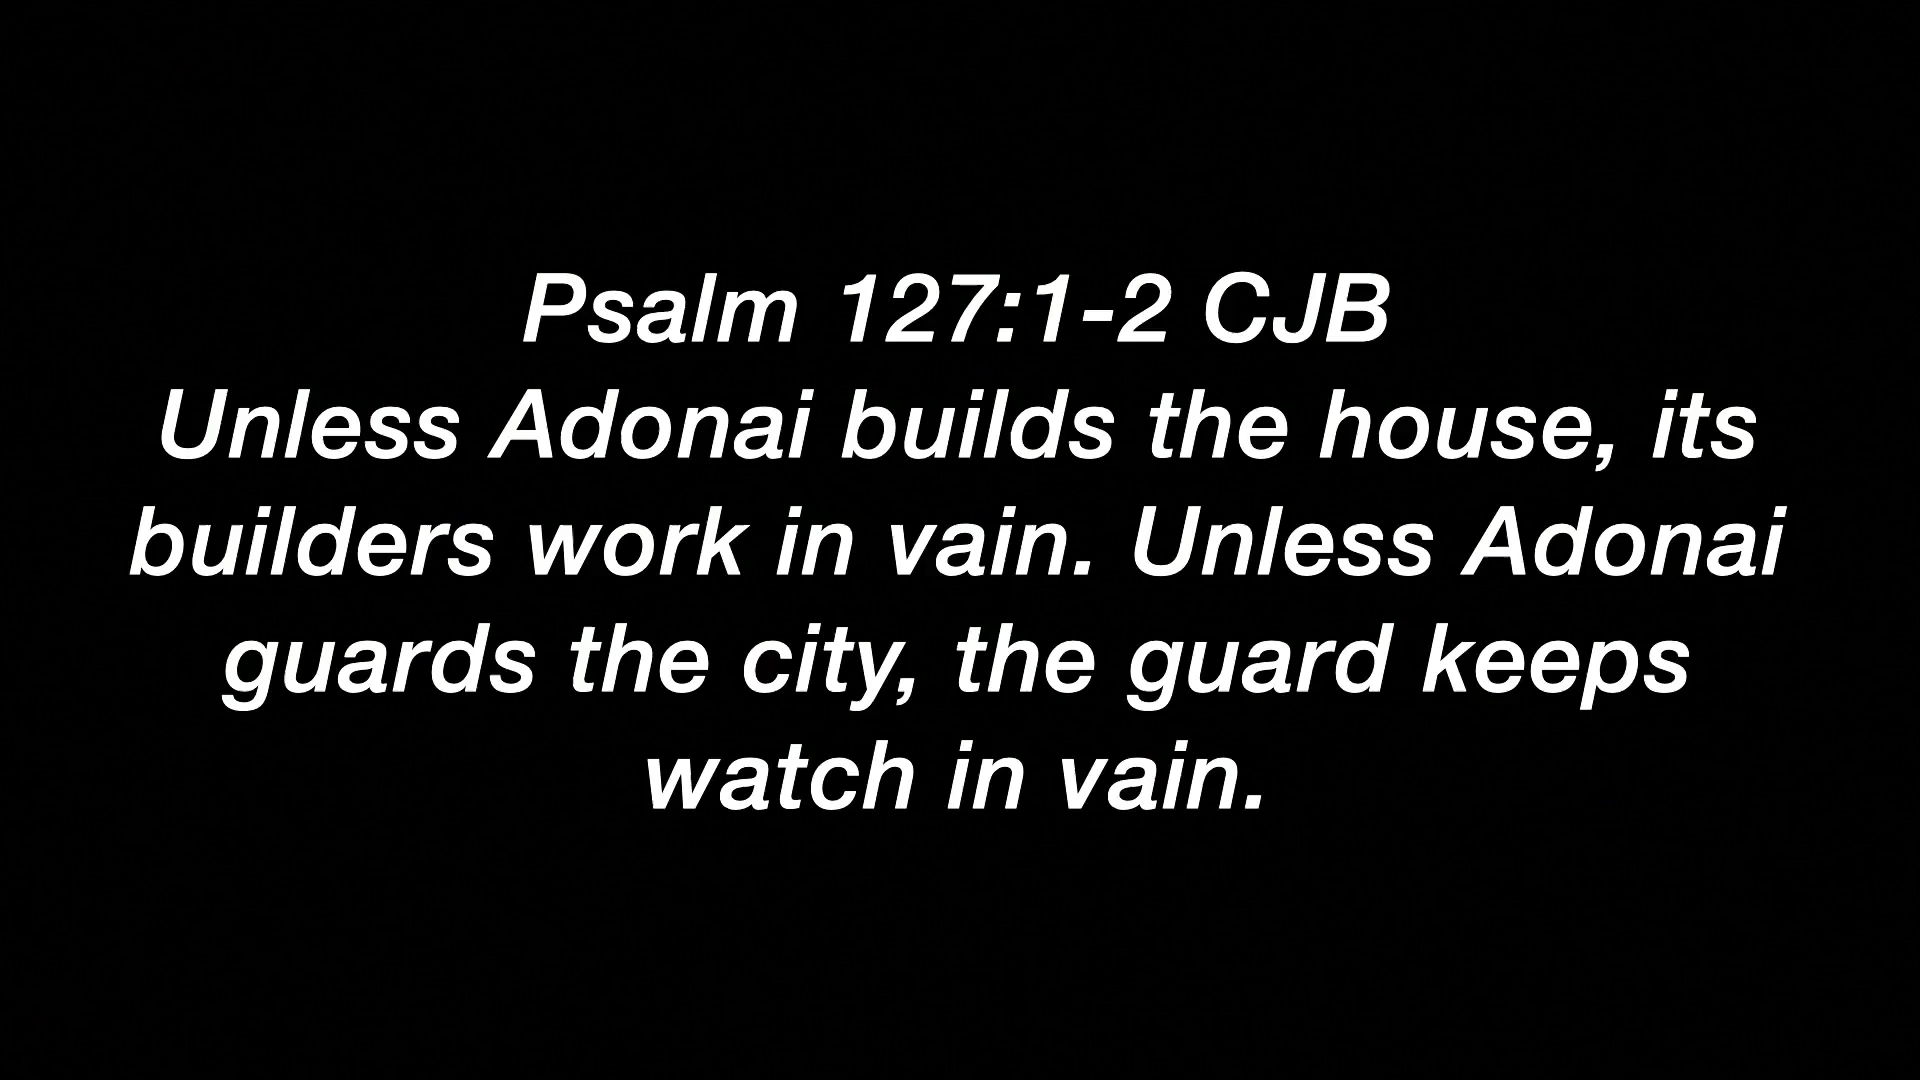 Psalm 127:1-2 CJB
Unless Adonai builds the house, its
builders work in vain. Unless Adonai
guards the city, the guard keeps
watch in vain.